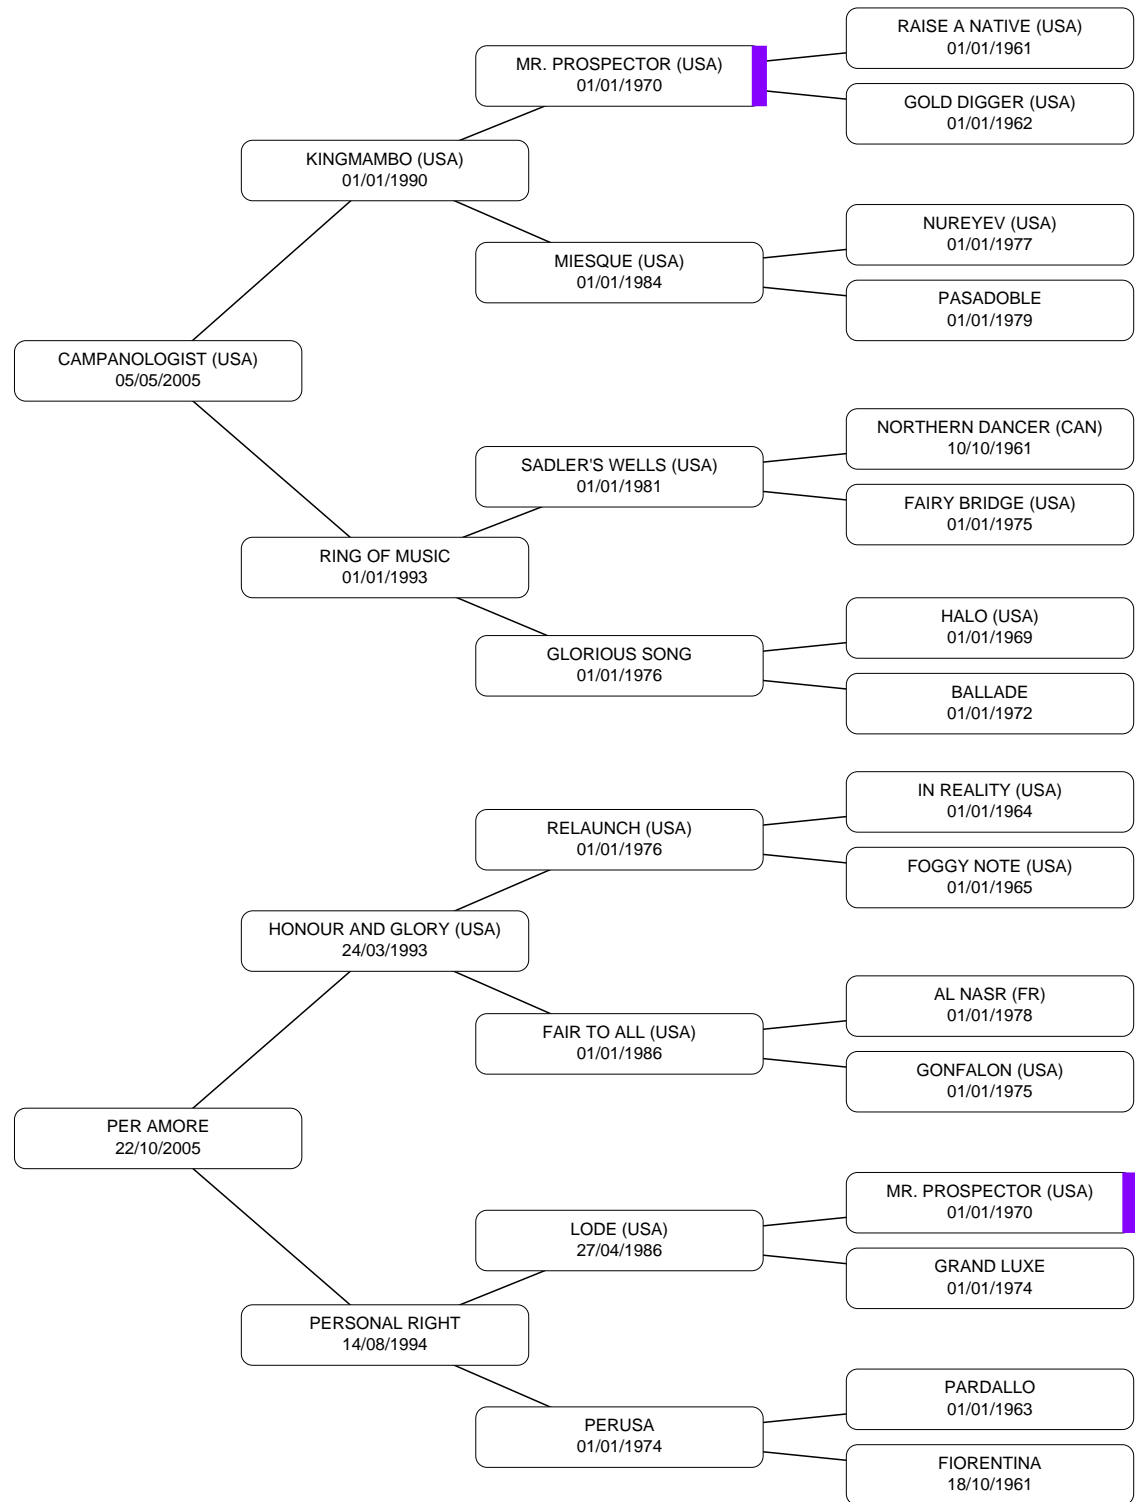 RAISE A NATIVE (USA)
01/01/1961
MR. PROSPECTOR (USA)
01/01/1970
GOLD DIGGER (USA)
01/01/1962
KINGMAMBO (USA)
01/01/1990
NUREYEV (USA)
01/01/1977
MIESQUE (USA)
01/01/1984
PASADOBLE
01/01/1979
CAMPANOLOGIST (USA)
05/05/2005
NORTHERN DANCER (CAN)
10/10/1961
SADLER'S WELLS (USA)
01/01/1981
FAIRY BRIDGE (USA)
01/01/1975
RING OF MUSIC
01/01/1993
HALO (USA)
01/01/1969
GLORIOUS SONG
01/01/1976
BALLADE
01/01/1972
IN REALITY (USA)
01/01/1964
RELAUNCH (USA)
01/01/1976
FOGGY NOTE (USA)
01/01/1965
HONOUR AND GLORY (USA)
24/03/1993
AL NASR (FR)
01/01/1978
FAIR TO ALL (USA)
01/01/1986
GONFALON (USA)
01/01/1975
PER AMORE
22/10/2005
MR. PROSPECTOR (USA)
01/01/1970
LODE (USA)
27/04/1986
GRAND LUXE
01/01/1974
PERSONAL RIGHT
14/08/1994
PARDALLO
01/01/1963
PERUSA
01/01/1974
FIORENTINA
18/10/1961